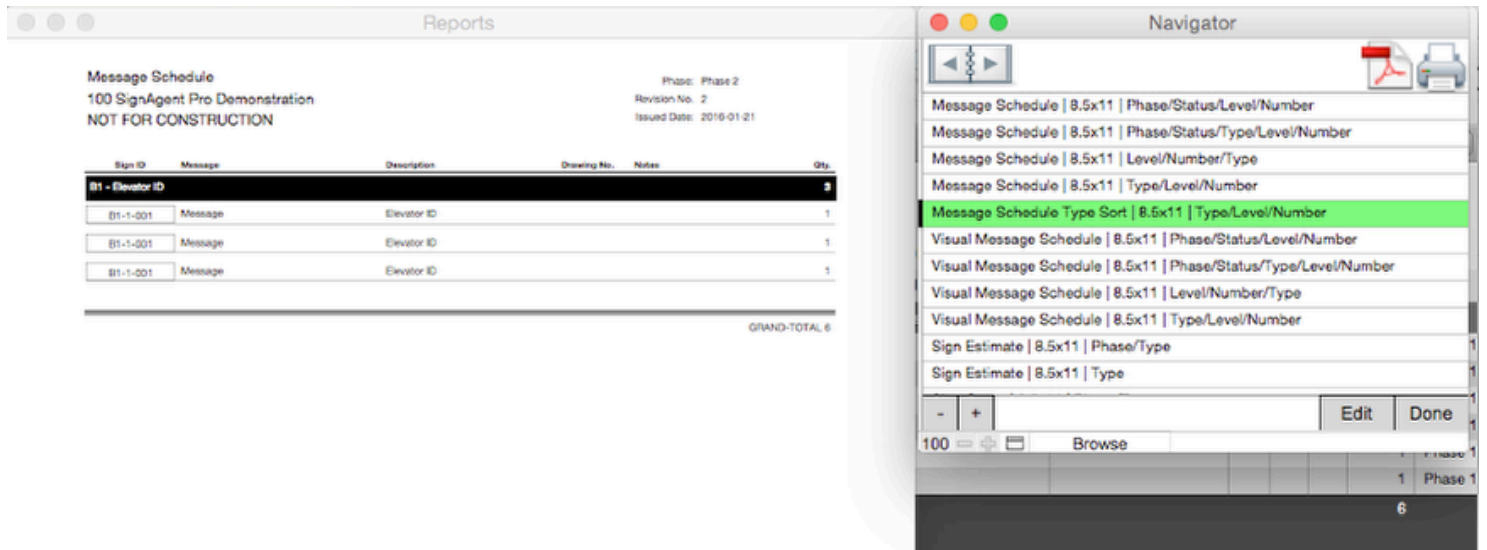 Reports
Message Schedule
100 SignAgent Pro Demonstration
NOT FOR CONSTRUCTION
Phase: Phase 2
Revision No. 2
Issued Date: 2016-01-21
Sign ID Message Description Drawing No. Notes Qty.
B1 - Elevator ID 3
B1-1-001 Message Elevator ID 1
B1-1-001 Message Elevator ID 1
B1-1-001 Message Elevator ID 1
GRAND-TOTAL 6
Navigator
Message Schedule | 8.5x11 | Phase/Status/Level/Number
Message Schedule | 8.5x11 | Phase/Status/Type/Level/Number
Message Schedule | 8.5x11 | Level/Number/Type
Message Schedule | 8.5x11 | Type/Level/Number
Message Schedule Type Sort | 8.5x11 | Type/Level/Number
Visual Message Schedule | 8.5x11 | Phase/Status/Level/Number
Visual Message Schedule | 8.5x11 | Phase/Status/Type/Level/Number
Visual Message Schedule | 8.5x11 | Level/Number/Type
Visual Message Schedule | 8.5x11 | Type/Level/Number
Sign Estimate | 8.5x11 | Phase/Type
Sign Estimate | 8.5x11 | Type
- + Edit Done
100 Browse
1 Phase 1
1 Phase 1
6